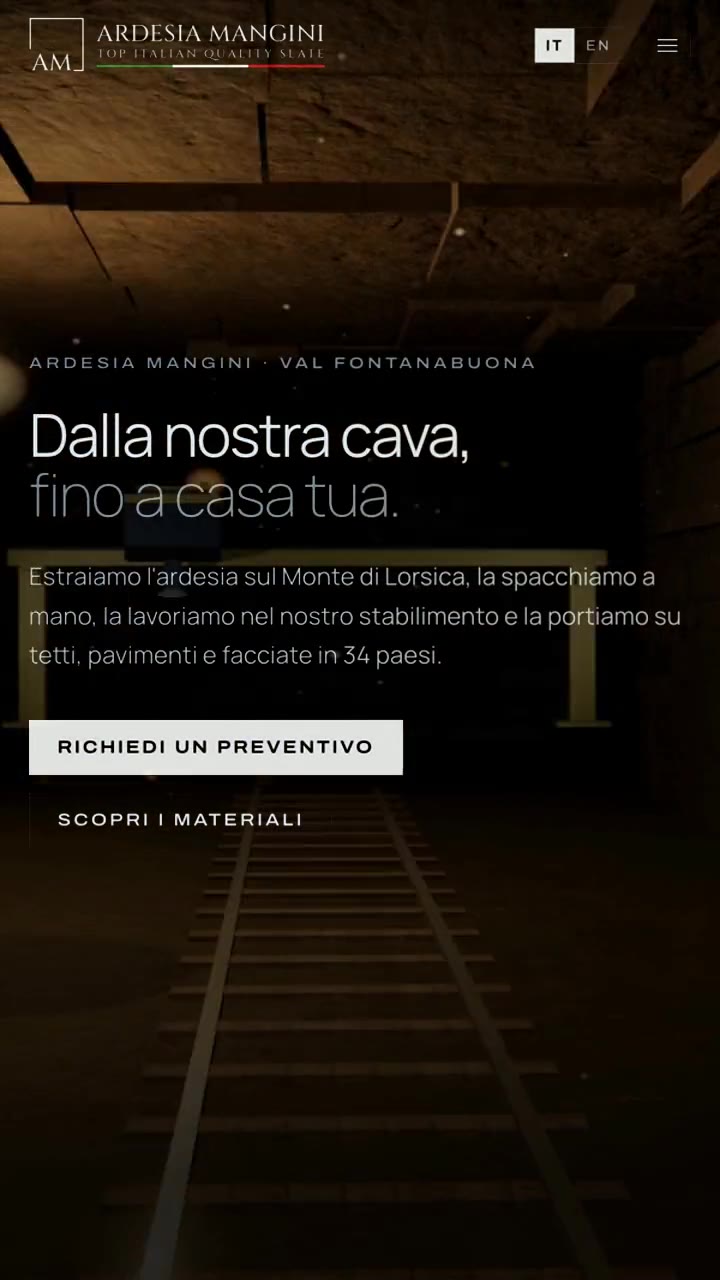 AM
ARDESIA MANGINI
TOP ITALIAN QUALITY SLATE
IT EN
ARDESIA MANGINI · VAL FONTANABUONA
Dalla nostra cava,
fino a casa tua.
Estraiamo l'ardesia sul Monte di Lorsica, la spacchiamo a
mano, la lavoriamo nel nostro stabilimento e la portiamo su
tetti, pavimenti e facciate in 34 paesi.
RICHIEDI UN PREVENTIVO
SCOPRI I MATERIALI